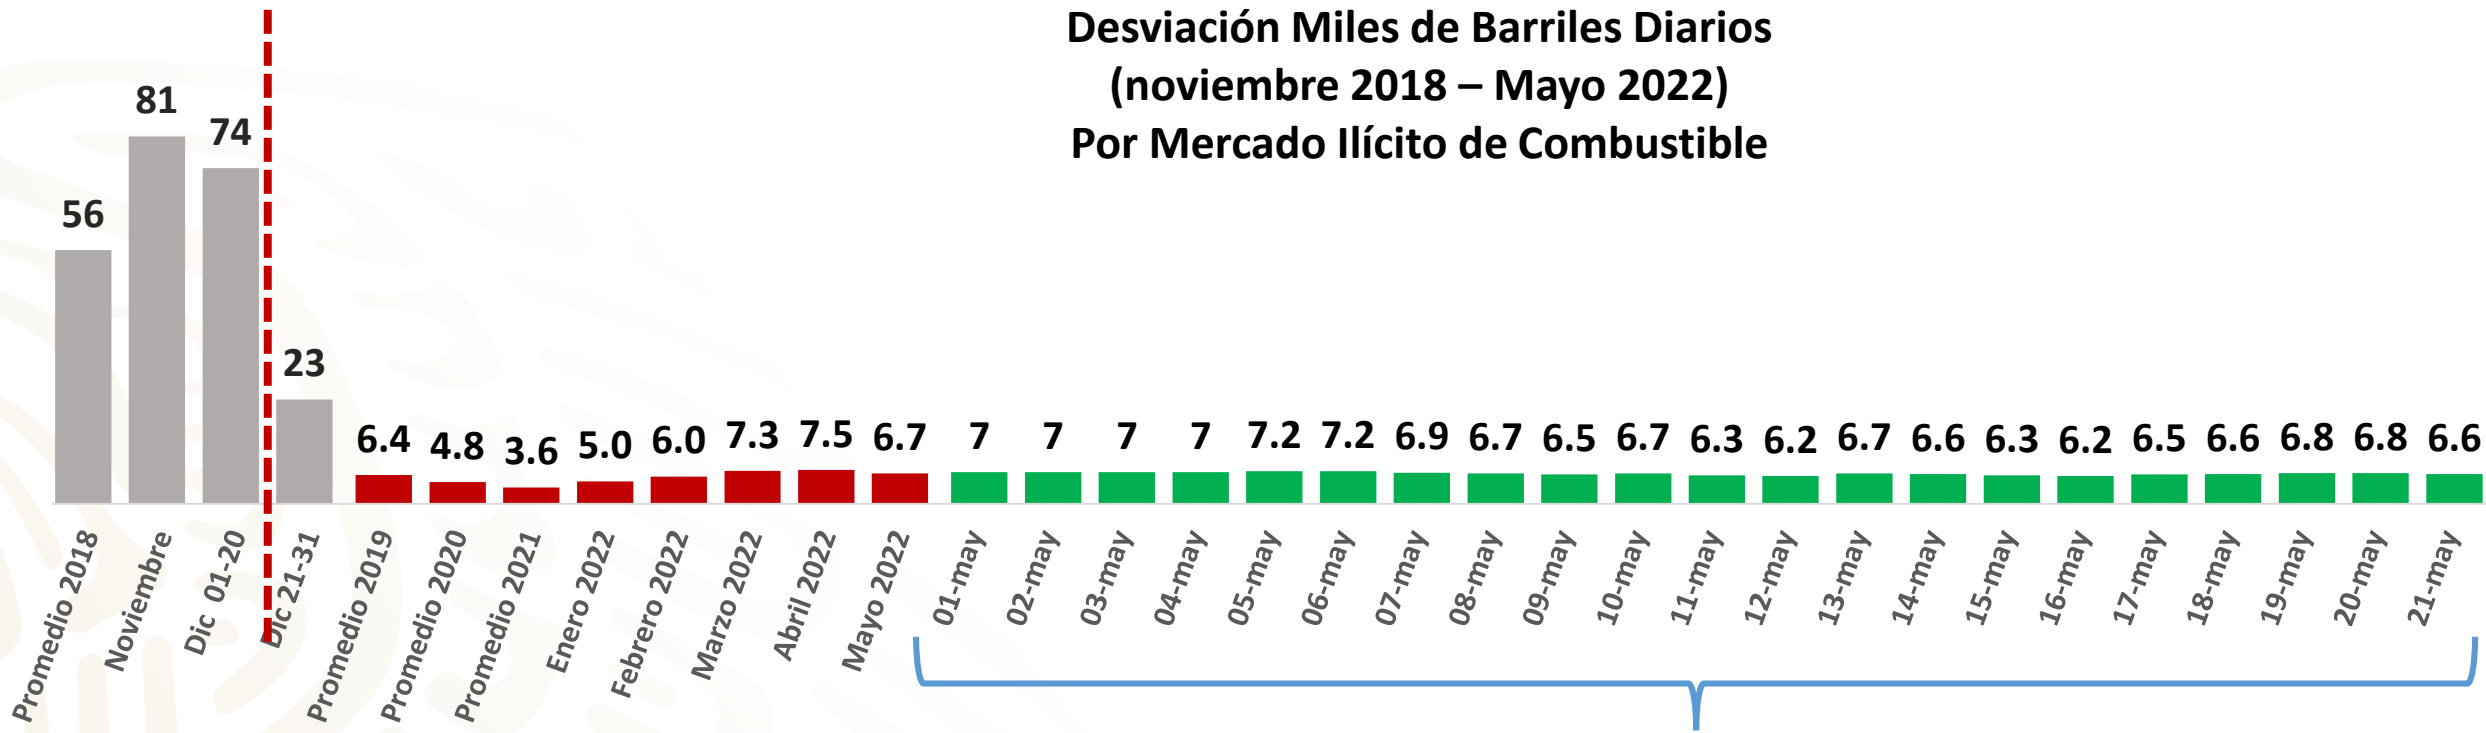 Desviación Miles de Barriles Diarios
(noviembre 2018 – Mayo 2022)
Por Mercado Ilícito de Combustible
56
81
74
23
6.4
4.8
3.6
5.0
6.0
7.3
7.5
6.7
7
7
7
7
7.2
7.2
6.9
6.7
6.5
6.7
6.3
6.2
6.7
6.6
6.3
6.2
6.5
6.6
6.8
6.8
6.6
Promedio 2018
Noviembre
Dic 01-20
Dic 21-31
Promedio 2019
Promedio 2020
Promedio 2021
Enero 2022
Febrero 2022
Marzo 2022
Abril 2022
Mayo 2022
01-may
02-may
03-may
04-may
05-may
06-may
07-may
08-may
09-may
10-may
11-may
12-may
13-may
14-may
15-may
16-may
17-may
18-may
19-may
20-may
21-may